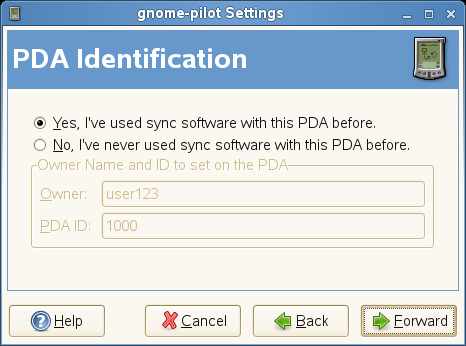 gnome-pilot Settings
PDA Identification
Yes, I've used sync software with this PDA before.
No, I've never used sync software with this PDA before.
Owner Name and ID to set on the PDA
Owner: user123
PDA ID: 1000
Help Cancel Back Forward